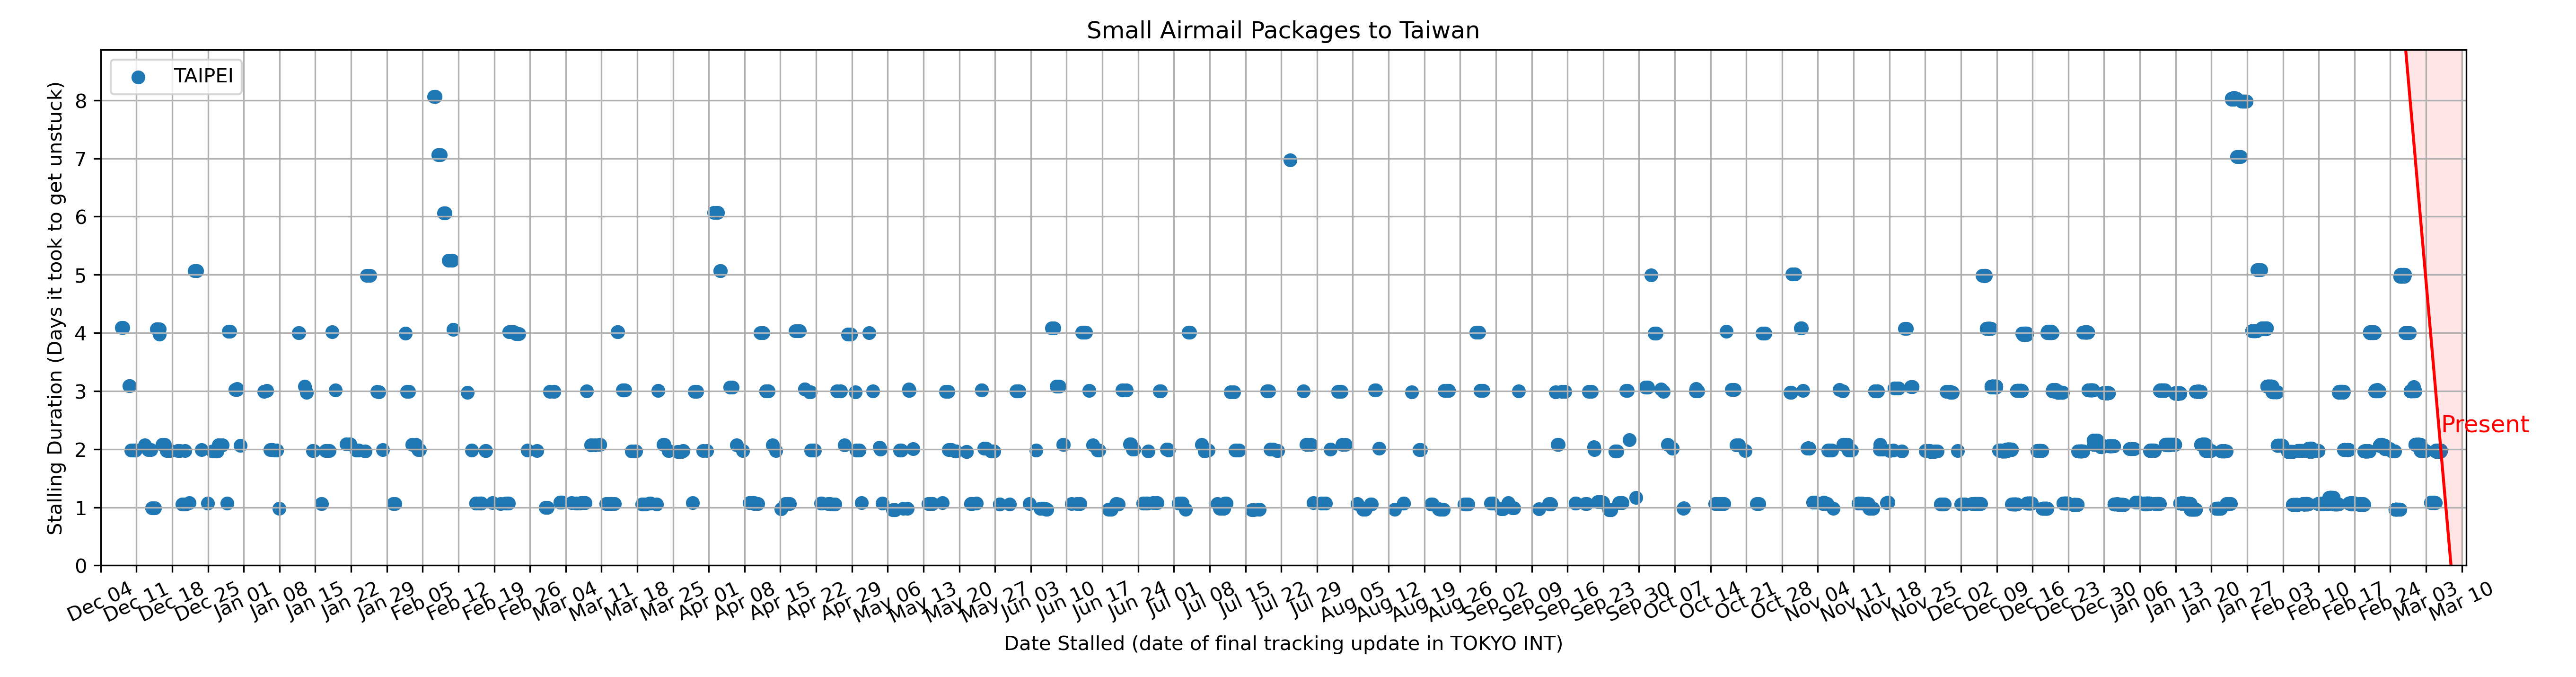 Small Airmail Packages to Taiwan
TAIPEI
Stalling Duration (Days it took to get unstuck)
8
7
6
5
4
3
2
1
0
Present
Dec 04
Dec 11
Dec 18
Dec 25
Jan 01
Jan 08
Jan 15
Jan 22
Jan 29
Feb 05
Feb 12
Feb 19
Feb 26
Mar 04
Mar 11
Mar 18
Mar 25
Apr 01
Apr 08
Apr 15
Apr 22
Apr 29
May 06
May 13
May 20
May 27
Jun 03
Jun 10
Jun 17
Jun 24
Jul 01
Jul 08
Jul 15
Jul 22
Jul 29
Aug 05
Aug 12
Aug 19
Aug 26
Sep 02
Sep 09
Sep 16
Sep 23
Sep 30
Oct 07
Oct 14
Oct 21
Oct 28
Nov 04
Nov 11
Nov 18
Nov 25
Dec 02
Dec 09
Dec 16
Dec 23
Dec 30
Jan 06
Jan 13
Jan 20
Jan 27
Feb 03
Feb 10
Feb 17
Feb 24
Mar 03
Mar 10
Date Stalled (date of final tracking update in TOKYO INT)